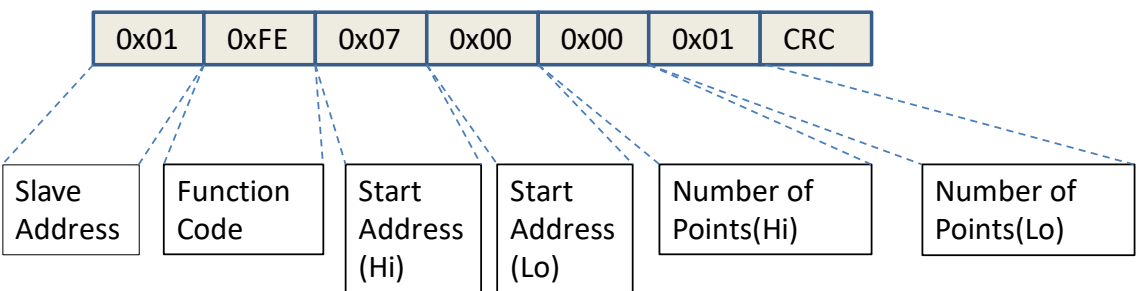 0x01 0xFE 0x07 0x00 0x00 0x01 CRC
Slave
Address
Function
Code
Start
Address
(Hi)
Start
Address
(Lo)
Number of
Points(Hi)
Number of
Points(Lo)